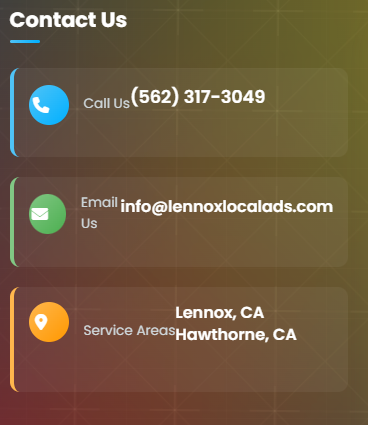 Contact Us
Call Us (562) 317-3049
Email Us info@lennoxlocalads.com
Service Areas Lennox, CA
Hawthorne, CA